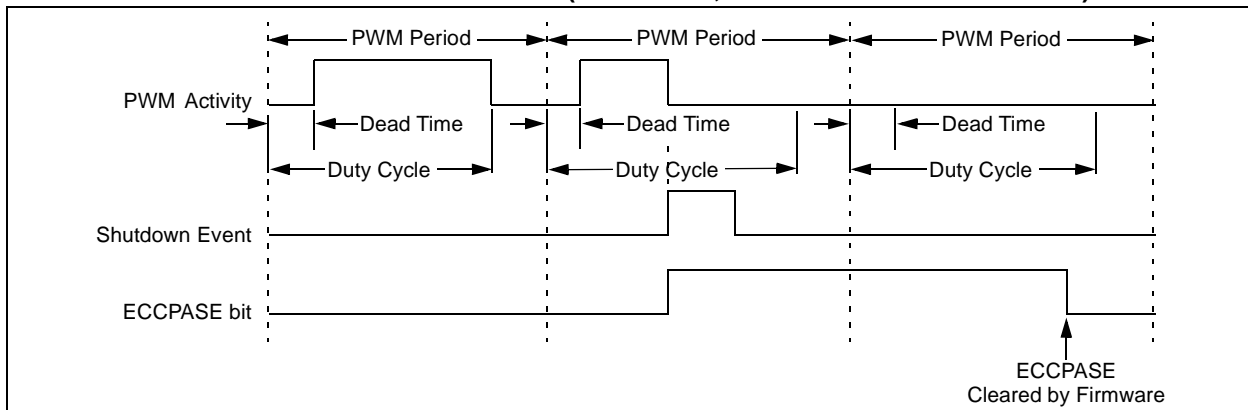 PWM Period PWM Period PWM Period
PWM Activity
Dead Time Dead Time Dead Time
Duty Cycle Duty Cycle Duty Cycle
Shutdown Event
ECCPASE bit
ECCPASE
Cleared by Firmware